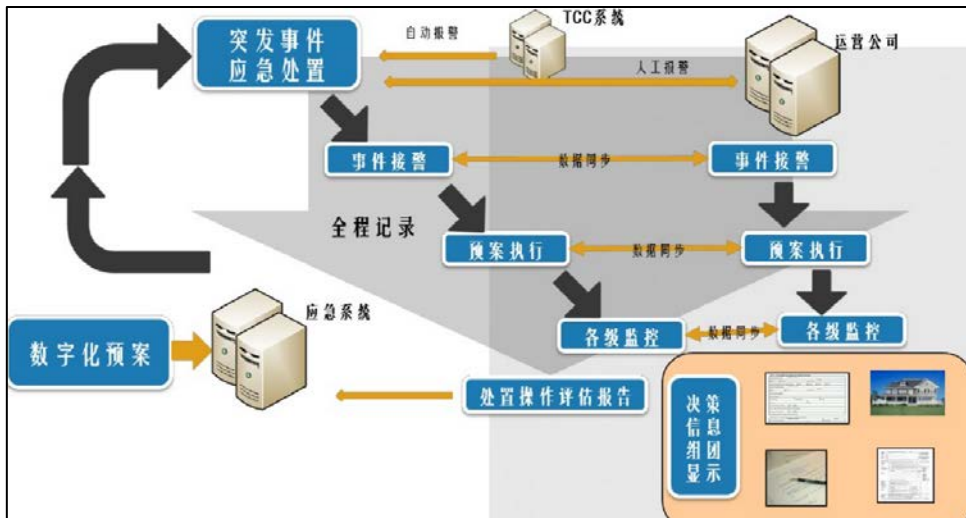 突发事件
应急处置
自动报警
TCC系统
运营公司
人工报警
事件接警
数据同步
事件接警
全程记录
预案执行
数据同步
预案执行
应急系统
数字化预案
各级监控
数据同步
各级监控
处置操作评估报告
决策
信息
组团
显示